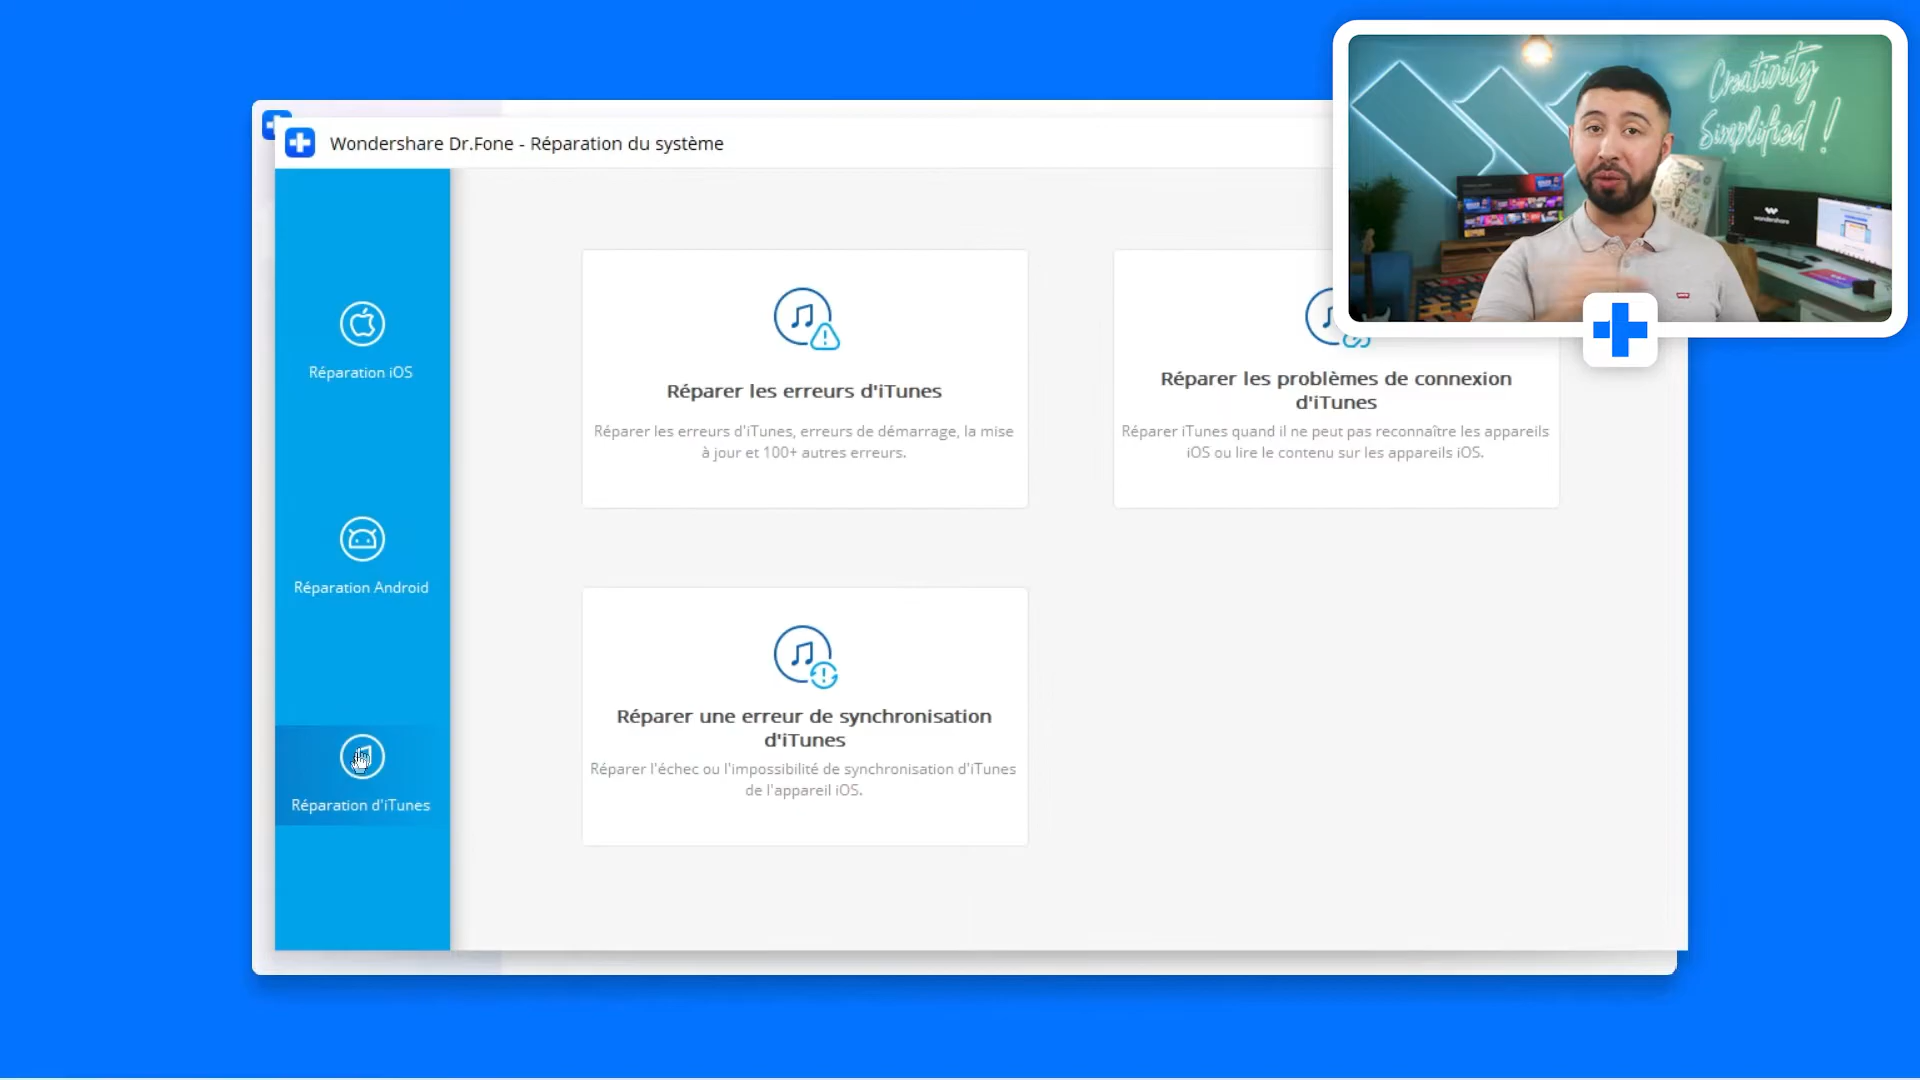 Wondershare Dr.Fone - Réparation du système
Creativity
Simplified !
wondershare
Réparation iOS
Réparation Android
Réparation d'iTunes
Réparer les erreurs d'iTunes
Réparer les erreurs d'iTunes, erreurs de démarrage, la mise
à jour et 100+ autres erreurs.
Réparer les problèmes de connexion
d'iTunes
Réparer iTunes quand il ne peut pas reconnaître les appareils
iOS ou lire le contenu sur les appareils iOS.
Réparer une erreur de synchronisation
d'iTunes
Réparer l'échec ou l'impossibilité de synchronisation d'iTunes
de l'appareil iOS.